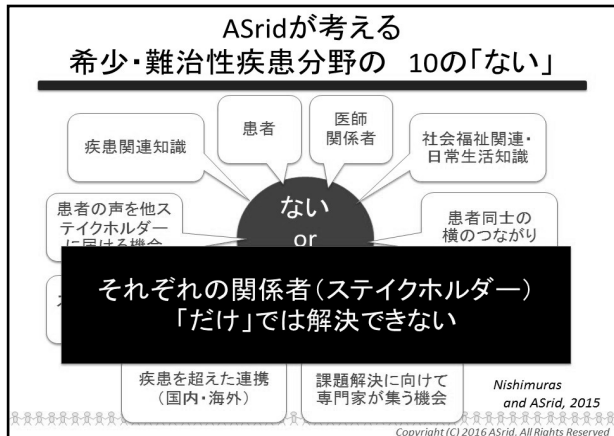 ASridが考える
希少・難治性疾患分野の 10の「ない」
疾患関連知識
患者
医師
関係者
社会福祉関連・
日常生活知識
患者の声を他ス
テイクホルダー
に届ける機会
ない
or
患者同士の
横のつながり
それぞれの関係者(ステイクホルダー)
「だけ」では解決できない
疾患を超えた連携
(国内・海外)
課題解決に向けて
専門家が集う機会
Nishimuras
and ASrid, 2015
Copyright (C) 2016 ASrid. All Rights Reserved